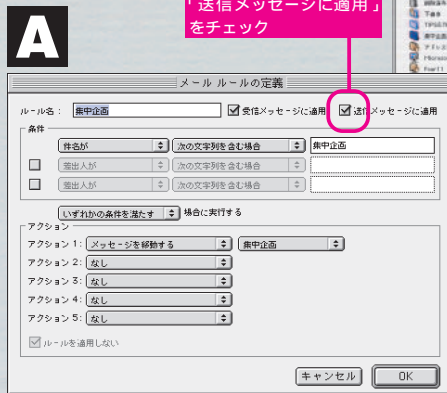 「送信メッセージに適用」
をチェック
A
メール ルールの定義
ルール名： 集中企画 受信メッセージに適用 送信メッセージに適用
条件
件名が 次の文字列を含む場合 集中企画
差出人が 次の文字列を含む場合
差出人が 次の文字列を含む場合
いずれかの条件を満たす 場合に実行する
アクション
アクション 1： メッセージを移動する 集中企画
アクション 2： なし
アクション 3： なし
アクション 4： なし
アクション 5： なし
ルールを適用しない
キャンセル OK